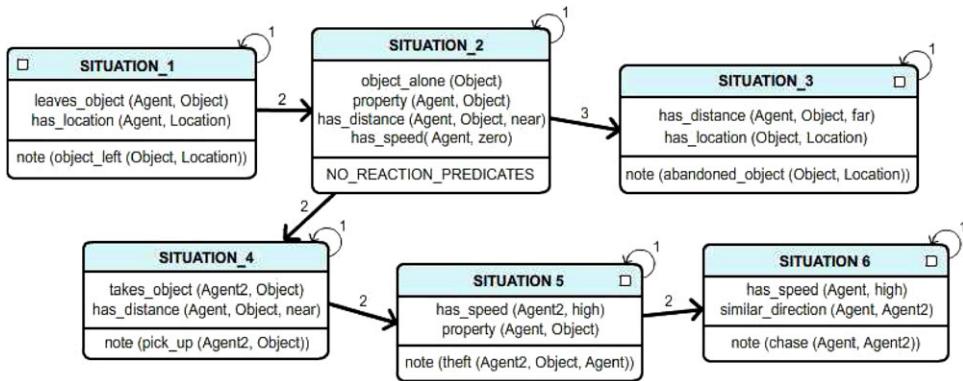 1
SITUATION_1
leaves_object (Agent, Object)
has_location (Agent, Location)
note (object_left (Object, Location))
2
1
SITUATION_2
object_alone (Object)
property (Agent, Object)
has_distance (Agent, Object, near)
has_speed( Agent, zero)
NO_REACTION_PREDICATES
3
1
SITUATION_3
has_distance (Agent, Object, far)
has_location (Object, Location)
note (abandoned_object (Object, Location))
2
1
SITUATION_4
takes_object (Agent2, Object)
has_distance (Agent, Object, near)
note (pick_up (Agent2, Object))
2
1
SITUATION 5
has_speed (Agent2, high)
property (Agent, Object)
note (theft (Agent2, Object, Agent))
2
1
SITUATION 6
has_speed (Agent, high)
similar_direction (Agent, Agent2)
note (chase (Agent, Agent2))